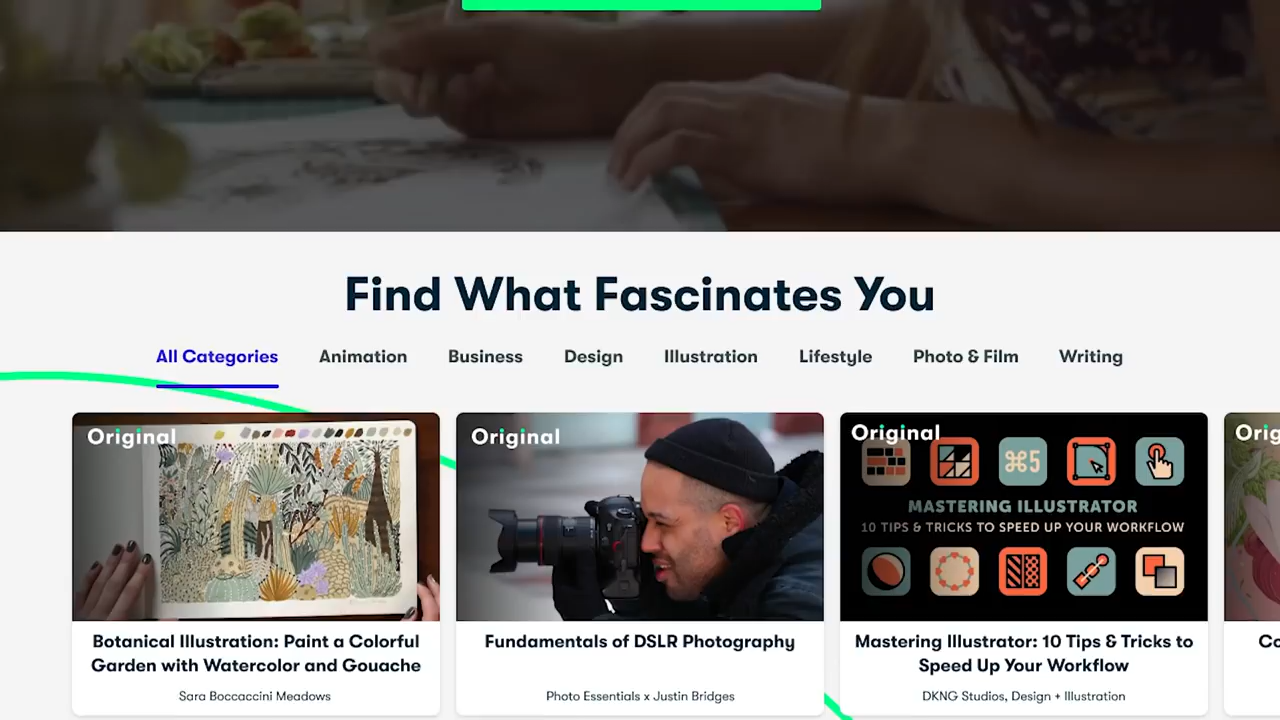 Find What Fascinates You
All Categories Animation Business Design Illustration Lifestyle Photo & Film Writing
Original
Original
Original
Orig
⌘5
MASTERING ILLUSTRATOR
10 TIPS & TRICKS TO SPEED UP YOUR WORKFLOW
Botanical Illustration: Paint a Colorful
Garden with Watercolor and Gouache
Sara Boccaccini Meadows
Fundamentals of DSLR Photography
Photo Essentials x Justin Bridges
Mastering Illustrator: 10 Tips & Tricks to
Speed Up Your Workflow
DKNG Studios, Design + Illustration
Co